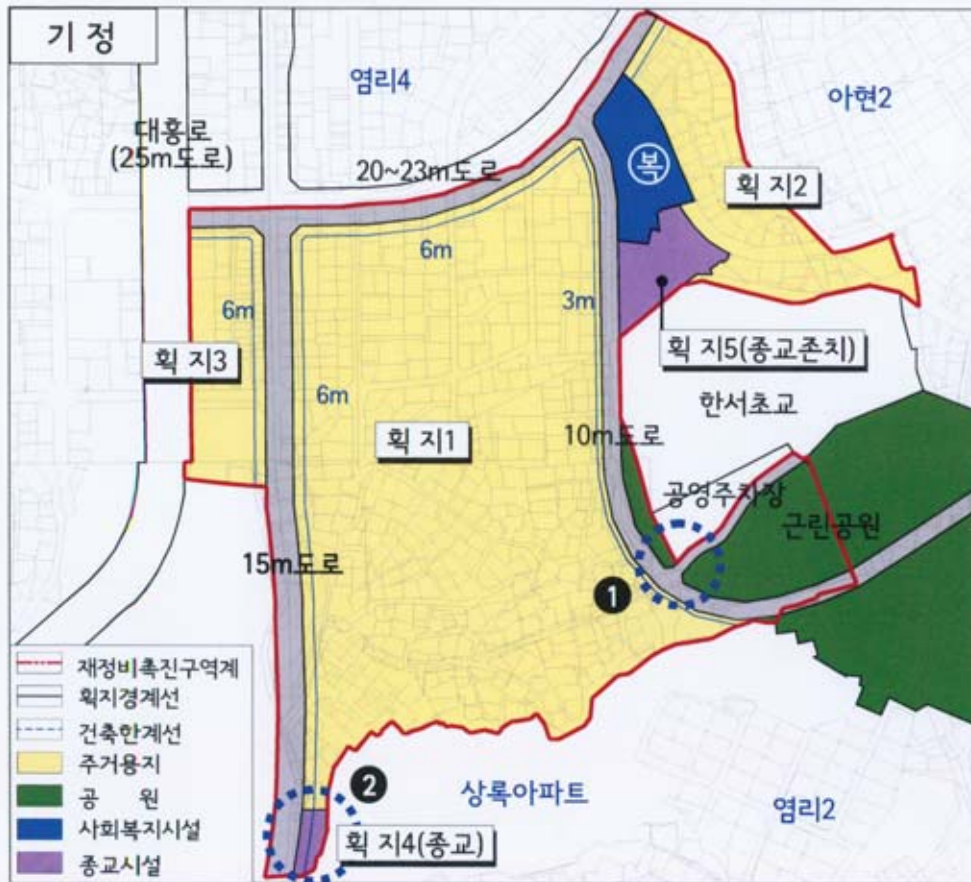 기 정
염리4
아현2
대흥로
(25m도로)
20~23m도로
복
획 지2
6m
6m
3m
획 지3
획 지5(종교존치)
6m
한서초교
획 지1
10m도로
공영주차장
근린공원
15m도로
1
재정비촉진구역계
획지경계선
건축한계선
주거용지
공 원
사회복지시설
종교시설
2
상록아파트
염리2
획 지4(종교)